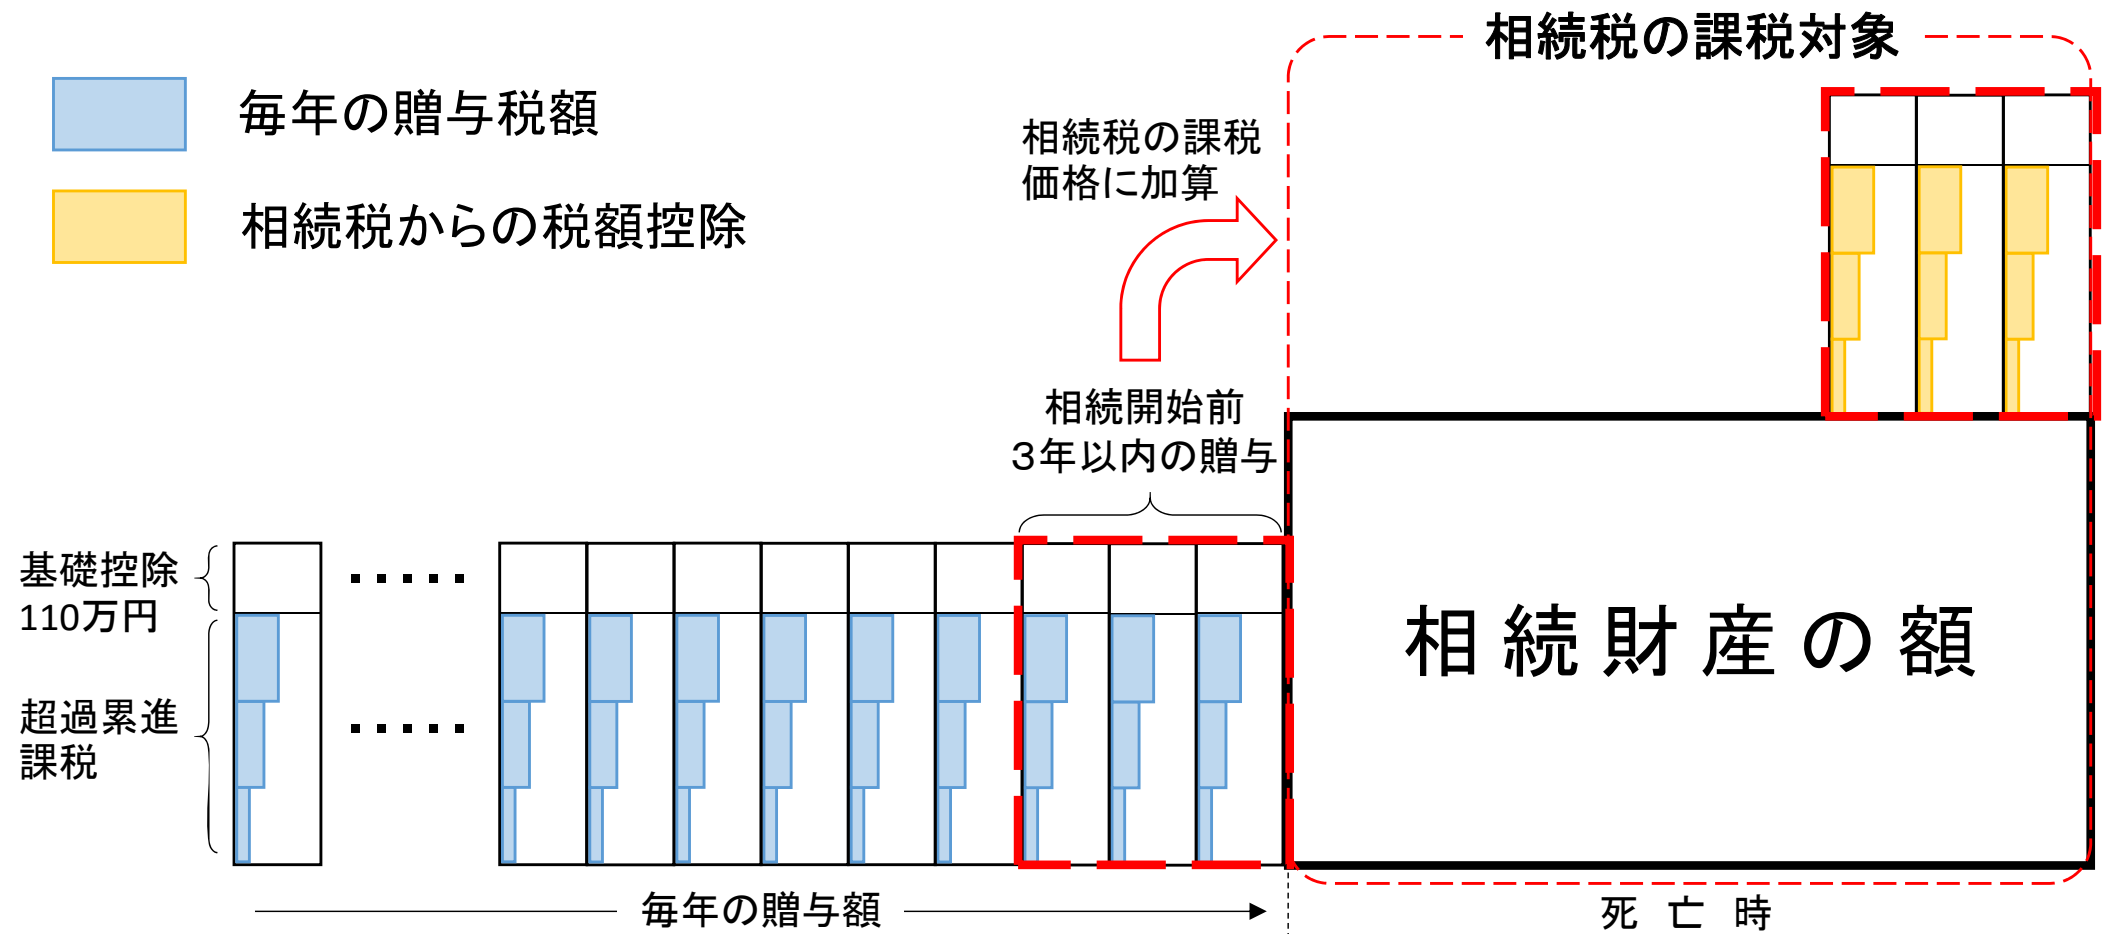 相続税の課税対象
毎年の贈与税額
相続税からの税額控除
相続税の課税
価格に加算
相続開始前
3年以内の贈与
基礎控除
110万円
超過累進
課税
相続財産の額
毎年の贈与額
死亡時